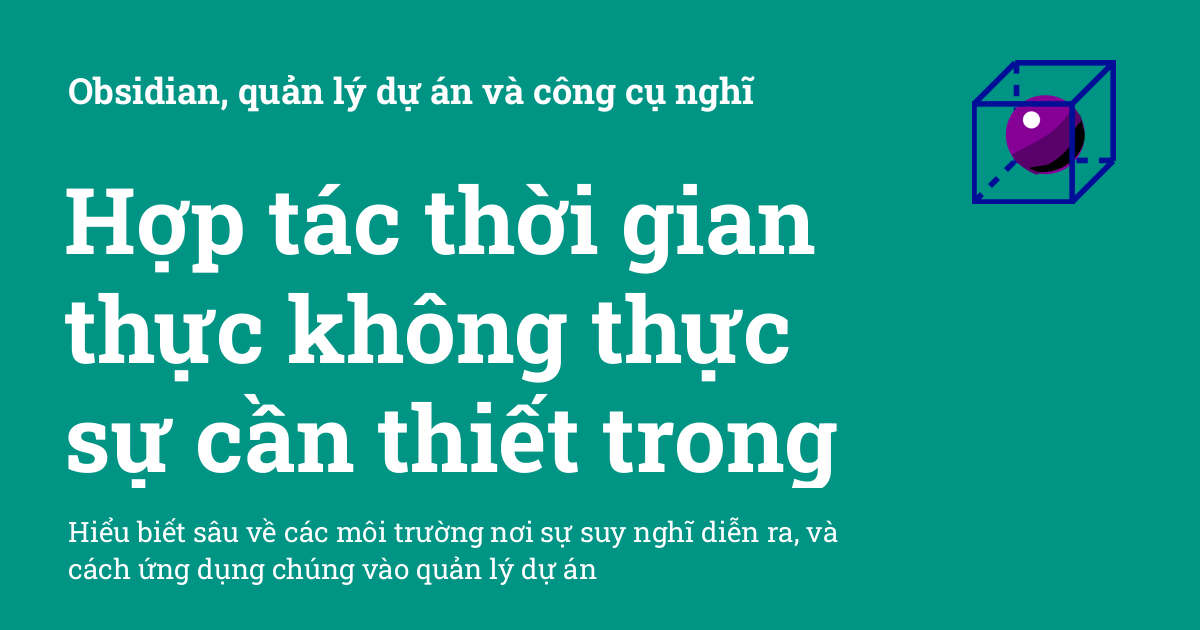 Obsidian, quản lý dự án và công cụ nghĩ
Hợp tác thời gian
thực không thực
sự cần thiết trong
Hiểu biết sâu về các môi trường nơi sự suy nghĩ diễn ra, và
cách ứng dụng chúng vào quản lý dự án